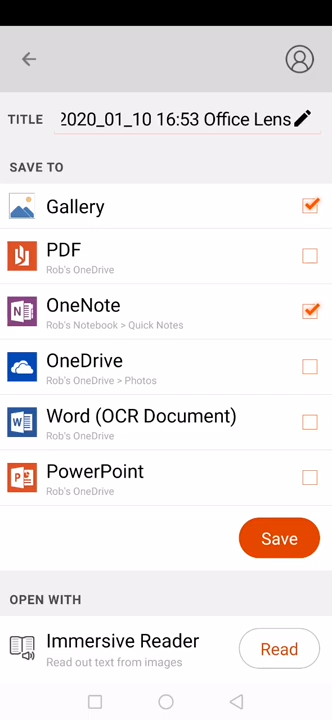 TITLE 2020_01_10 16:53 Office Lens
SAVE TO
Gallery
PDF
Rob's OneDrive
OneNote
Rob's Notebook > Quick Notes
OneDrive
Rob's OneDrive > Photos
Word (OCR Document)
Rob's OneDrive
PowerPoint
Rob's OneDrive
Save
OPEN WITH
Immersive Reader
Read out text from images
Read